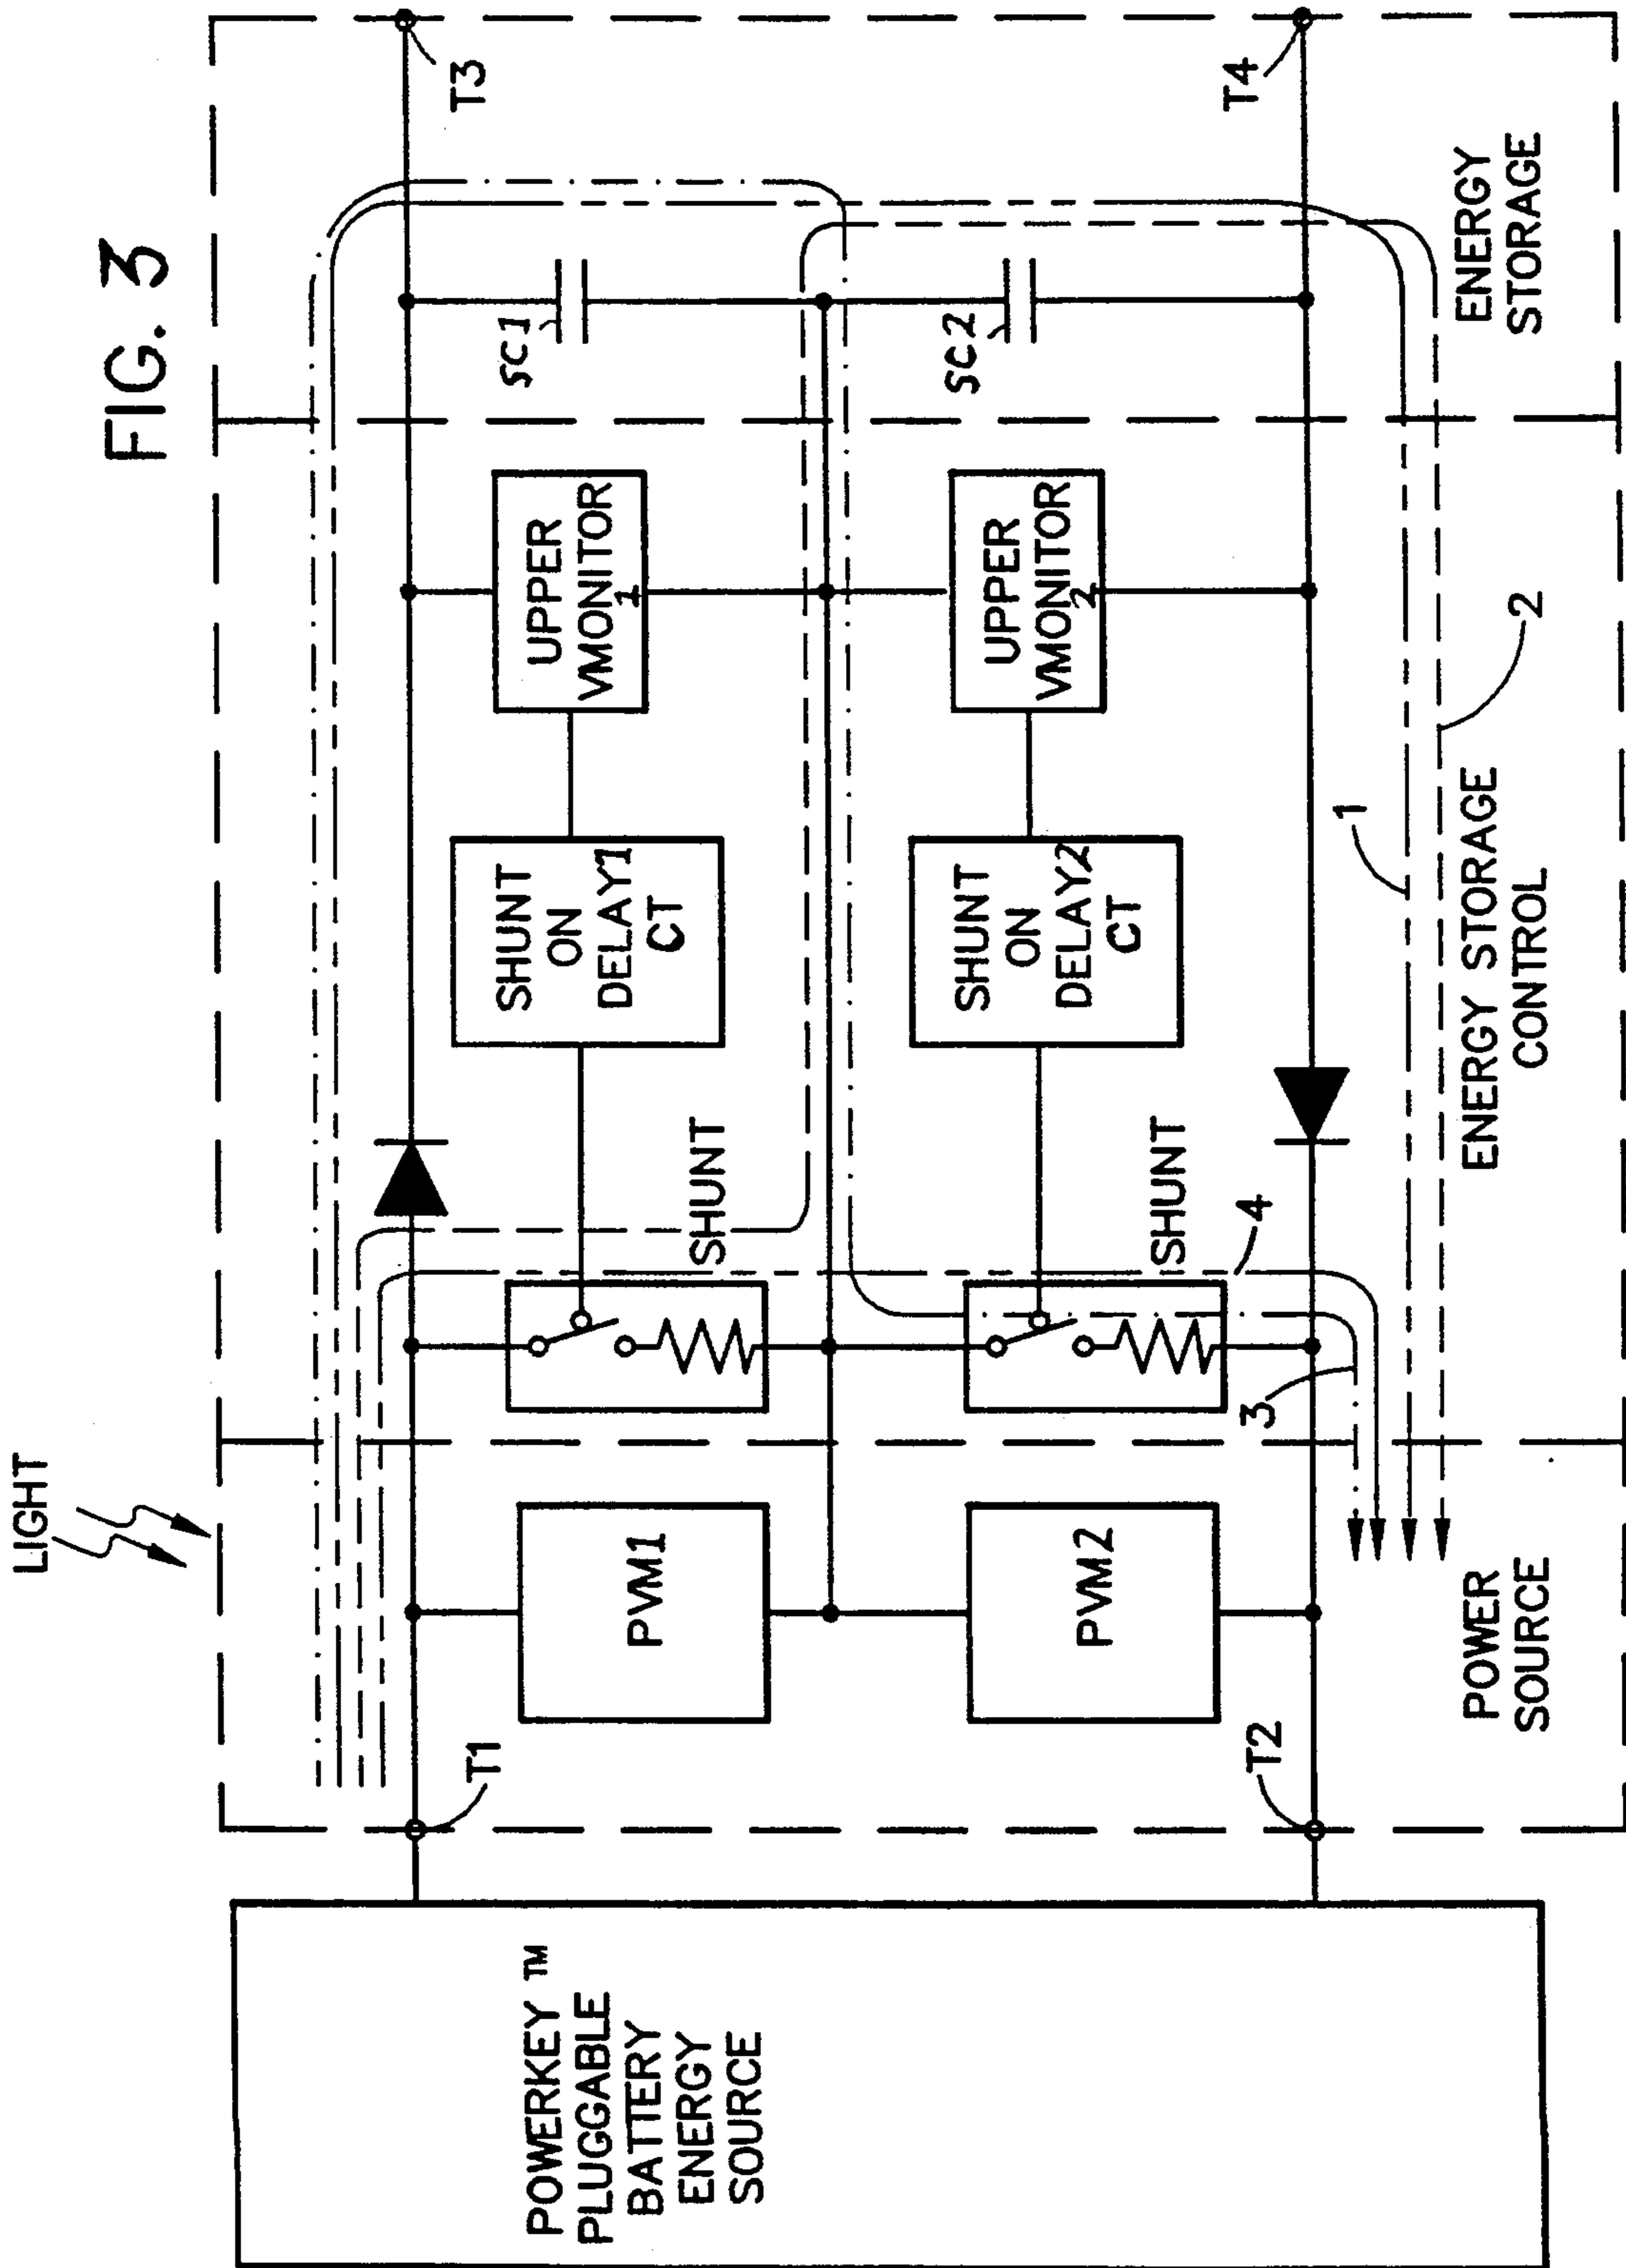 FIG. 3
LIGHT
POWERKEY ™
PLUGGABLE
BATTERY
ENERGY
SOURCE
T1
T2
PVM1
PVM2
POWER
SOURCE
SHUNT
SHUNT
3
4
SHUNT
ON
DELAY1
CT
SHUNT
ON
DELAY2
CT
UPPER
VMONITOR
1
UPPER
VMONITOR
2
1
2
ENERGY STORAGE
CONTROL
SC1
SC2
T3
T4
ENERGY
STORAGE